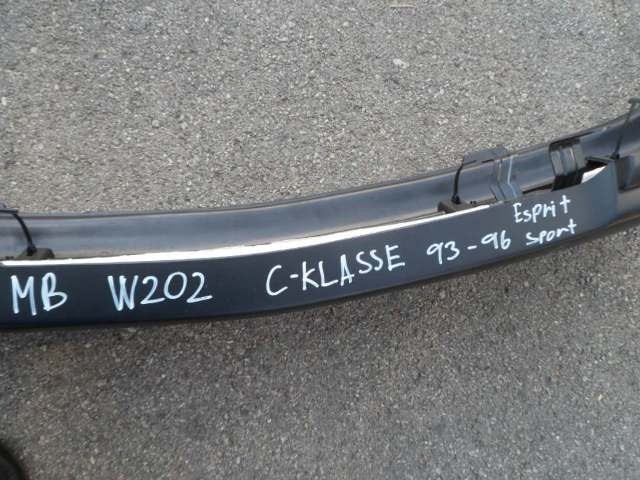 MB W202 C-KLASSE 93-96 Esprit
sport